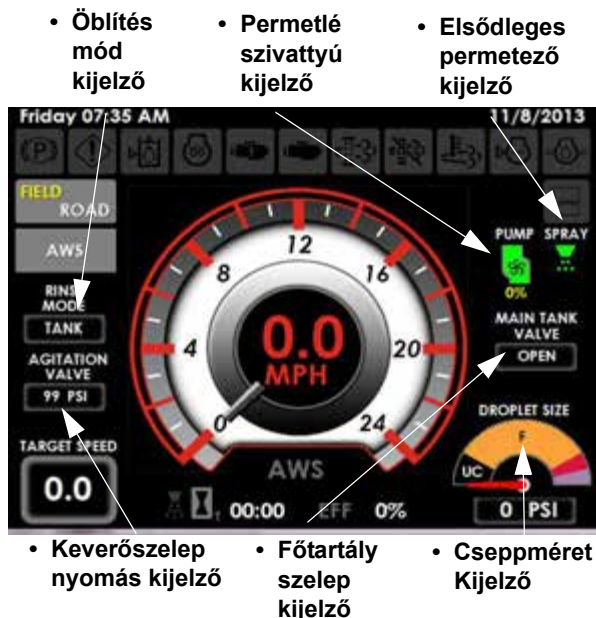 • Öblítés
mód
kijelző
• Permetlé
szivattyú
kijelző
• Elsődleges
permetező
kijelző
Friday 07:35 AM
11/8/2013
FIELD
ROAD
AWS
RINSE
MODE
TANK
AGITATION
VALVE
99 PSI
TARGET SPEED
0.0
0
4
8
12
16
20
24
0.0
MPH
AWS
00:00
EFF 0%
PUMP SPRAY
0%
MAIN TANK
VALVE
OPEN
DROPLET SIZE
F
UC
0 PSI
• Keverőszelep
nyomás kijelző
• Főtartály
szelep
kijelző
• Cseppméret
Kijelző